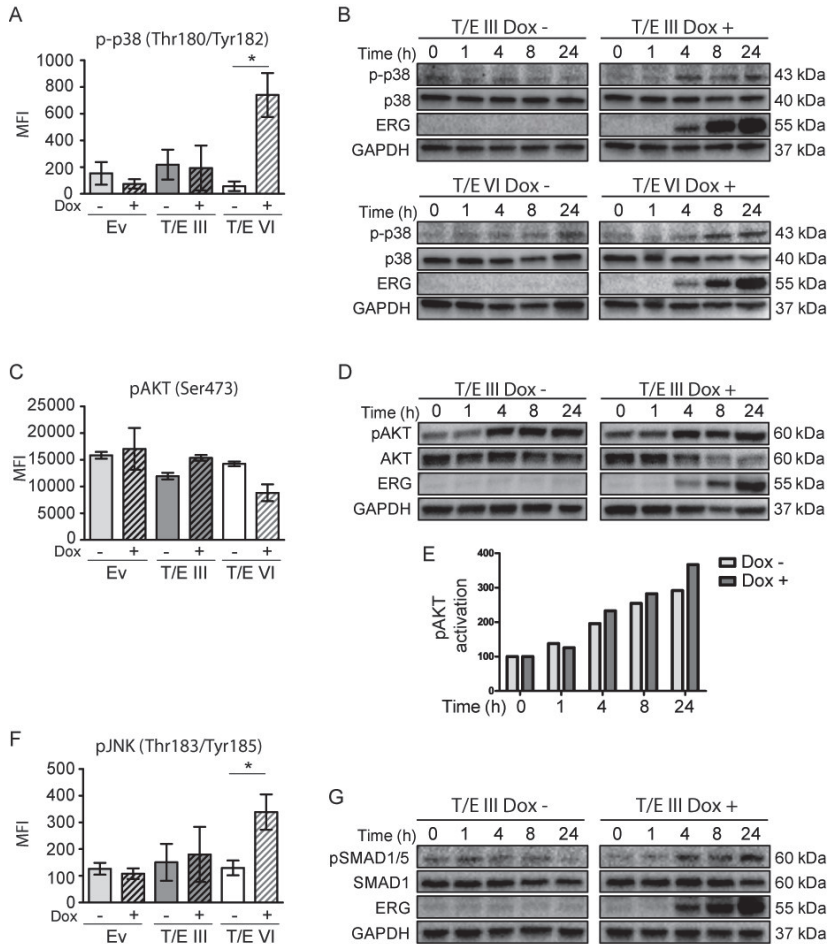 A
p-p38 (Thr180/Tyr182)
MFI
1000
800
600
400
200
0
*
Dox - + - + - +
Ev T/E III T/E VI
B
T/E III Dox - T/E III Dox +
Time (h) 0 1 4 8 24 0 1 4 8 24
p-p38 43 kDa
p38 40 kDa
ERG 55 kDa
GAPDH 37 kDa
T/E VI Dox - T/E VI Dox +
Time (h) 0 1 4 8 24 0 1 4 8 24
p-p38 43 kDa
p38 40 kDa
ERG 55 kDa
GAPDH 37 kDa
C
pAKT (Ser473)
MFI
25000
20000
15000
10000
5000
0
Dox - + - + - +
Ev T/E III T/E VI
D
T/E III Dox - T/E III Dox +
Time (h) 0 1 4 8 24 0 1 4 8 24
pAKT 60 kDa
AKT 60 kDa
ERG 55 kDa
GAPDH 37 kDa
E
pAKT
activation
400
300
200
100
Time (h) 0 1 4 8 24
Dox -
Dox +
F
pJNK (Thr183/Tyr185)
MFI
500
400
300
200
100
0
*
Dox - + - + - +
Ev T/E III T/E VI
G
T/E III Dox - T/E III Dox +
Time (h) 0 1 4 8 24 0 1 4 8 24
pSMAD1/5 60 kDa
SMAD1 60 kDa
ERG 55 kDa
GAPDH 37 kDa